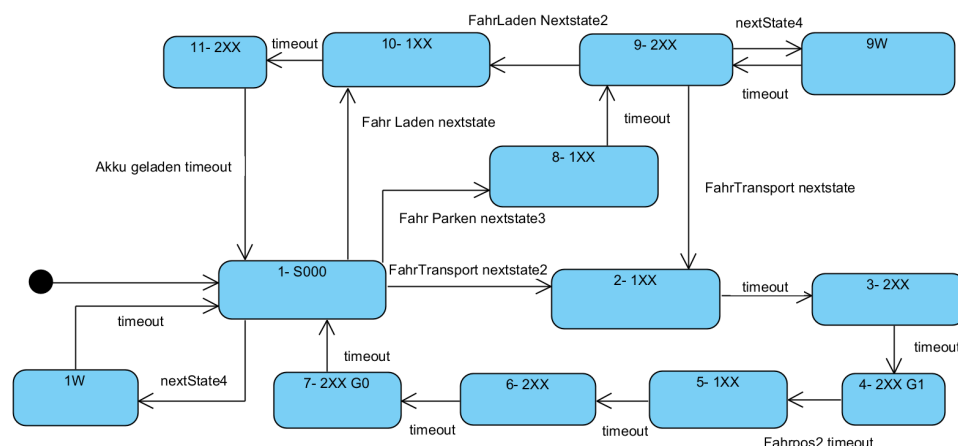 FahrLaden Nextstate2
nextState4
11- 2XX
timeout
10- 1XX
9- 2XX
9W
timeout
Fahr Laden nextstate
timeout
8- 1XX
Akku geladen timeout
FahrTransport nextstate
Fahr Parken nextstate3
1- S000
FahrTransport nextstate2
2- 1XX
timeout
3- 2XX
timeout
timeout
timeout
1W
nextState4
7- 2XX G0
6- 2XX
5- 1XX
4- 2XX G1
timeout
timeout
Fahrpos2 timeout